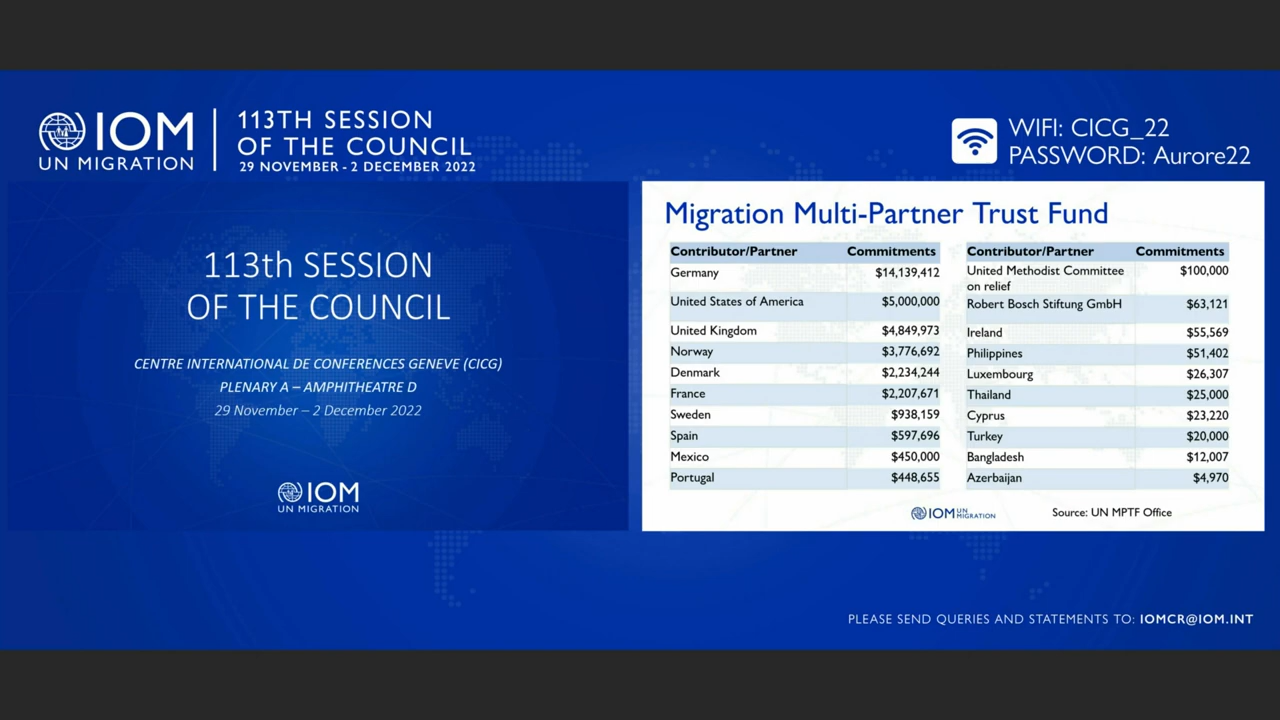 IOM
UN MIGRATION
113TH SESSION
OF THE COUNCIL
29 NOVEMBER - 2 DECEMBER 2022
WIFI: CICG_22
PASSWORD: Aurore22
113th SESSION
OF THE COUNCIL
CENTRE INTERNATIONAL DE CONFERENCES GENEVE (CICG)
PLENARY A – AMPHITHEATRE D
29 November – 2 December 2022
IOM
UN MIGRATION
Migration Multi-Partner Trust Fund
Contributor/Partner Commitments
Germany $14,139,412
United States of America $5,000,000
United Kingdom $4,849,973
Norway $3,776,692
Denmark $2,234,244
France $2,207,671
Sweden $938,159
Spain $597,696
Mexico $450,000
Portugal $448,655
Contributor/Partner Commitments
United Methodist Committee $100,000
on relief
Robert Bosch Stiftung GmbH $63,121
Ireland $55,569
Philippines $51,402
Luxembourg $26,307
Thailand $25,000
Cyprus $23,220
Turkey $20,000
Bangladesh $12,007
Azerbaijan $4,970
IOM UN MIGRATION
Source: UN MPTF Office
PLEASE SEND QUERIES AND STATEMENTS TO: IOMCR@IOM.INT